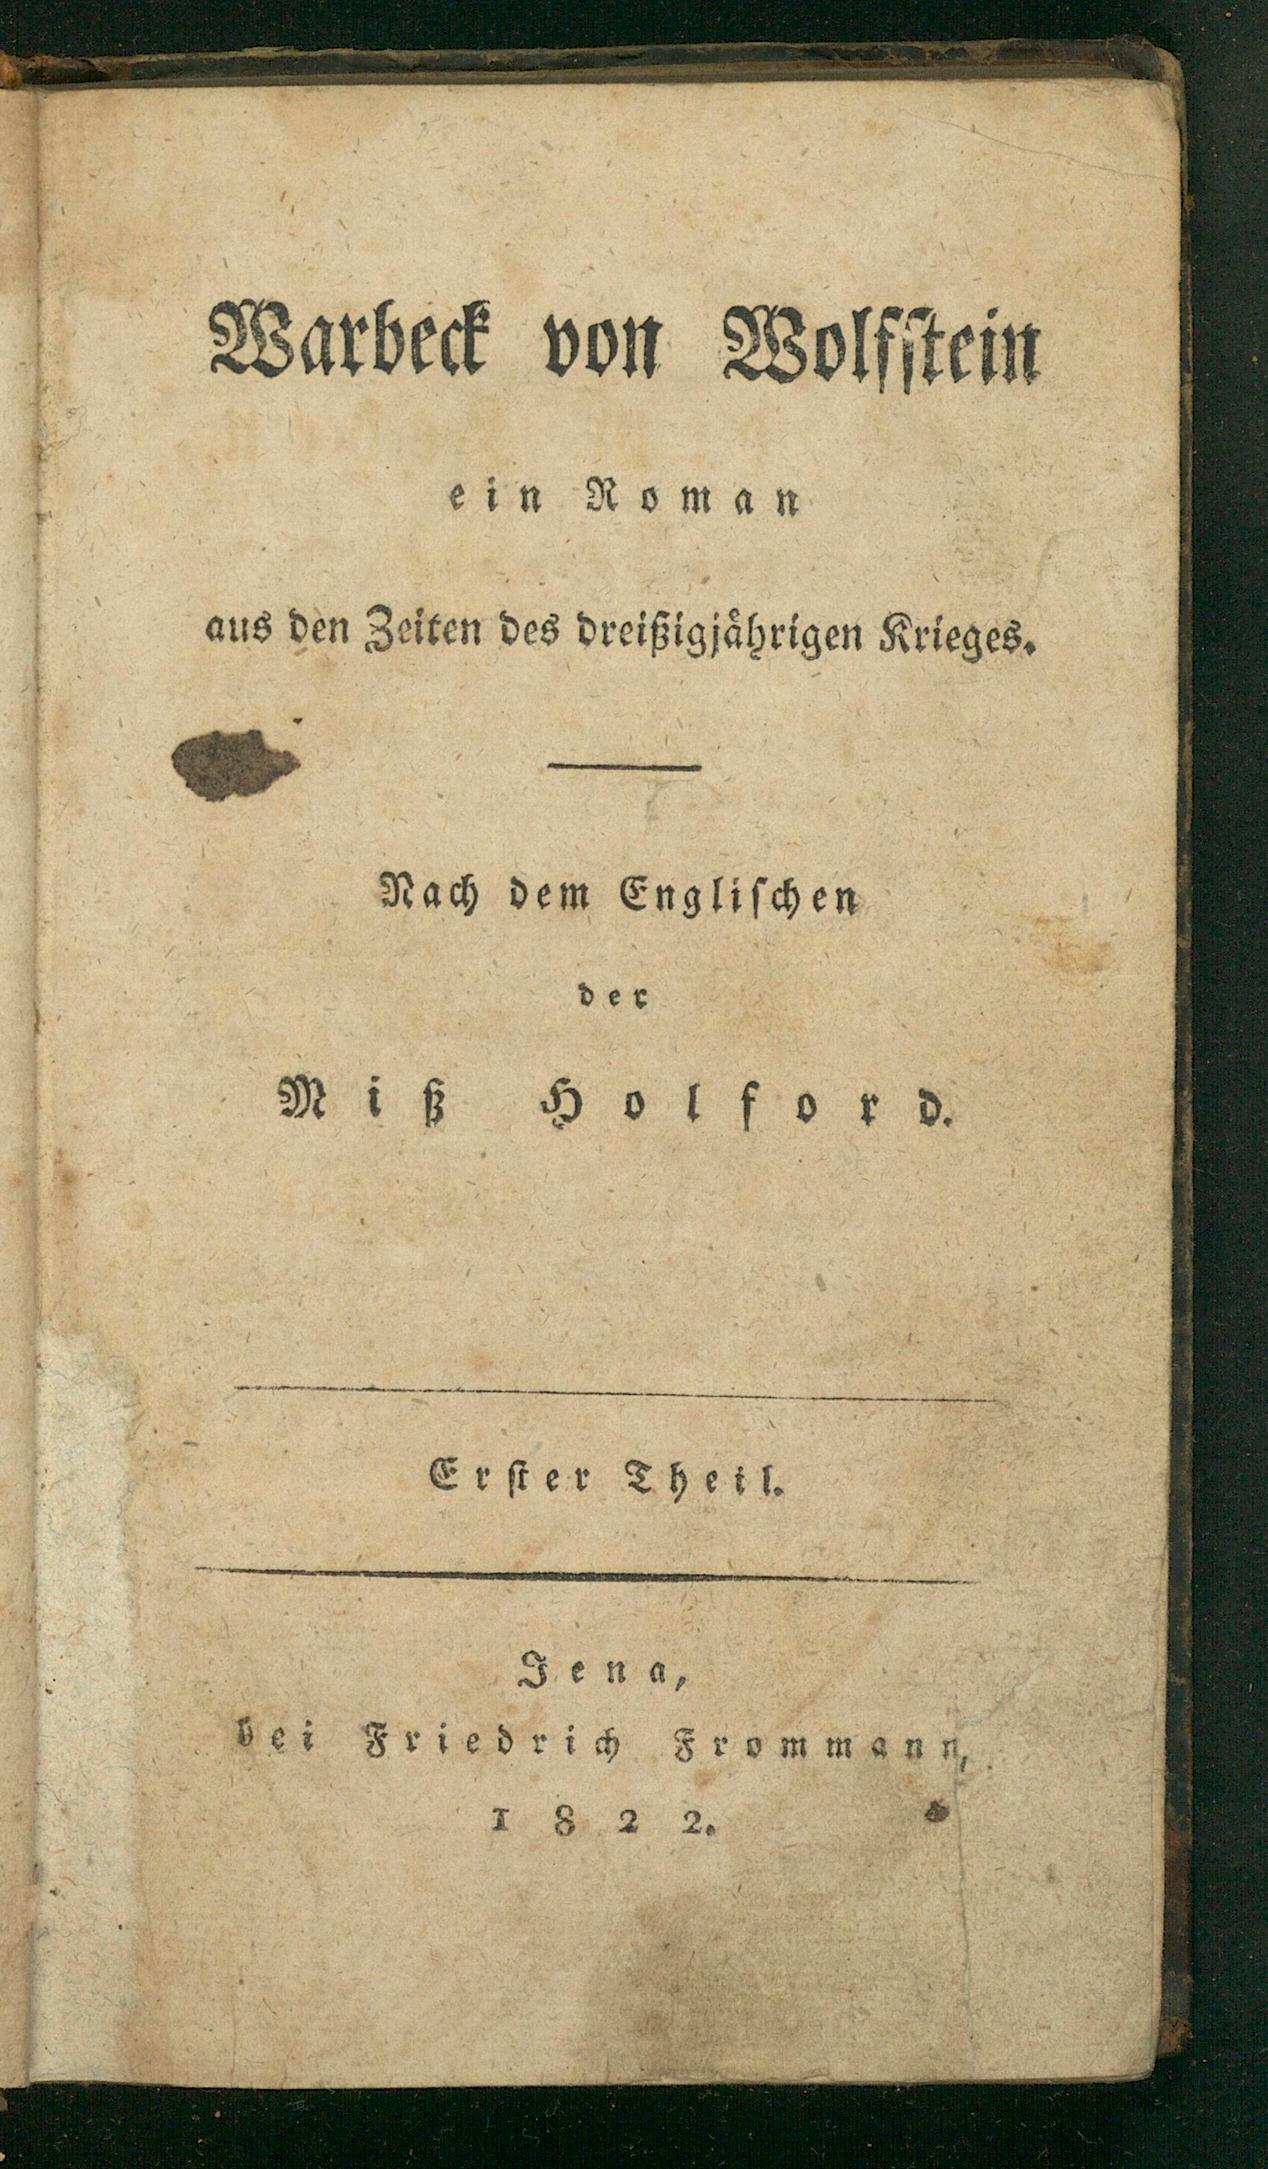 Warbeck von Wolfſtein
ein Roman
aus den Zeiten des dreißigjährigen Krieges.
Nach dem Engliſchen
der
Miß Holford.
Erſter Theil.
Jena,
bei Friedrich Frommann,
1822.